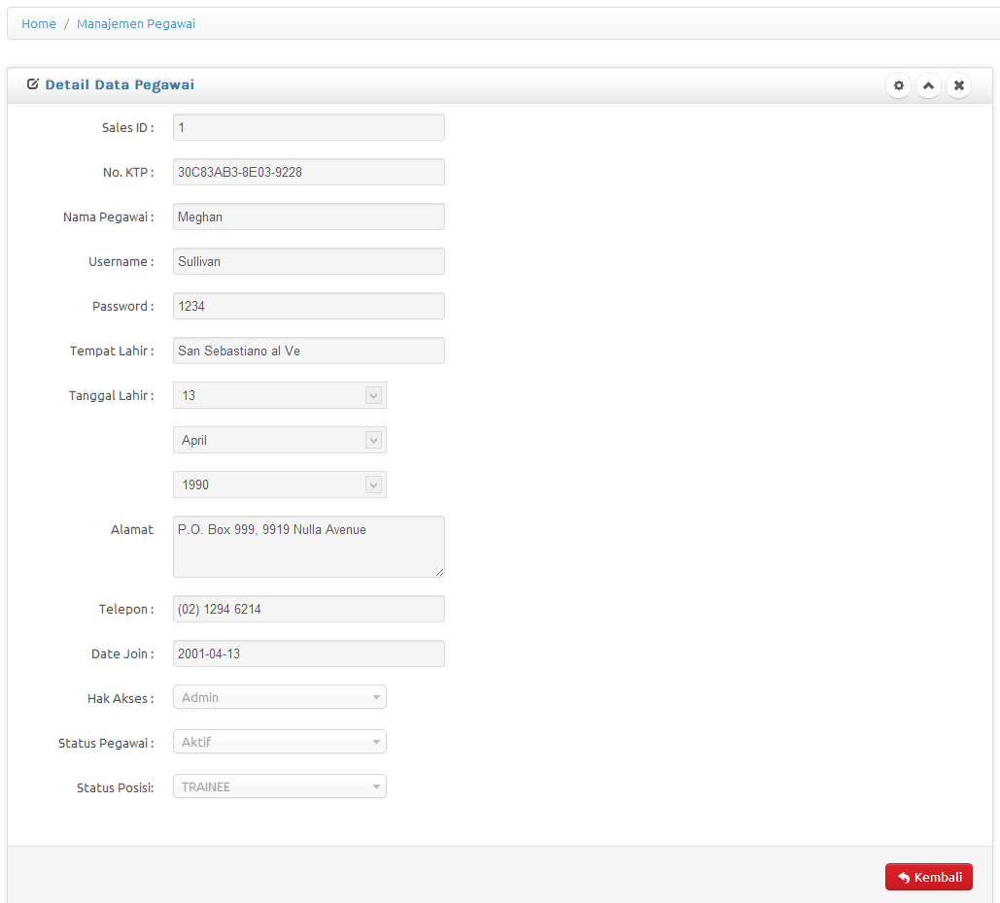 Home / Manajemen Pegawai
Detail Data Pegawai
Sales ID : 1
No. KTP : 30C83AB3-8E03-9228
Nama Pegawai : Meghan
Username : Sullivan
Password : 1234
Tempat Lahir : San Sebastiano al Ve
Tanggal Lahir : 13
April
1990
Alamat P.O. Box 999, 9919 Nulla Avenue
Telepon : (02) 1294 6214
Date Join : 2001-04-13
Hak Akses : Admin
Status Pegawai : Aktif
Status Posisi: TRAINEE
Kembali